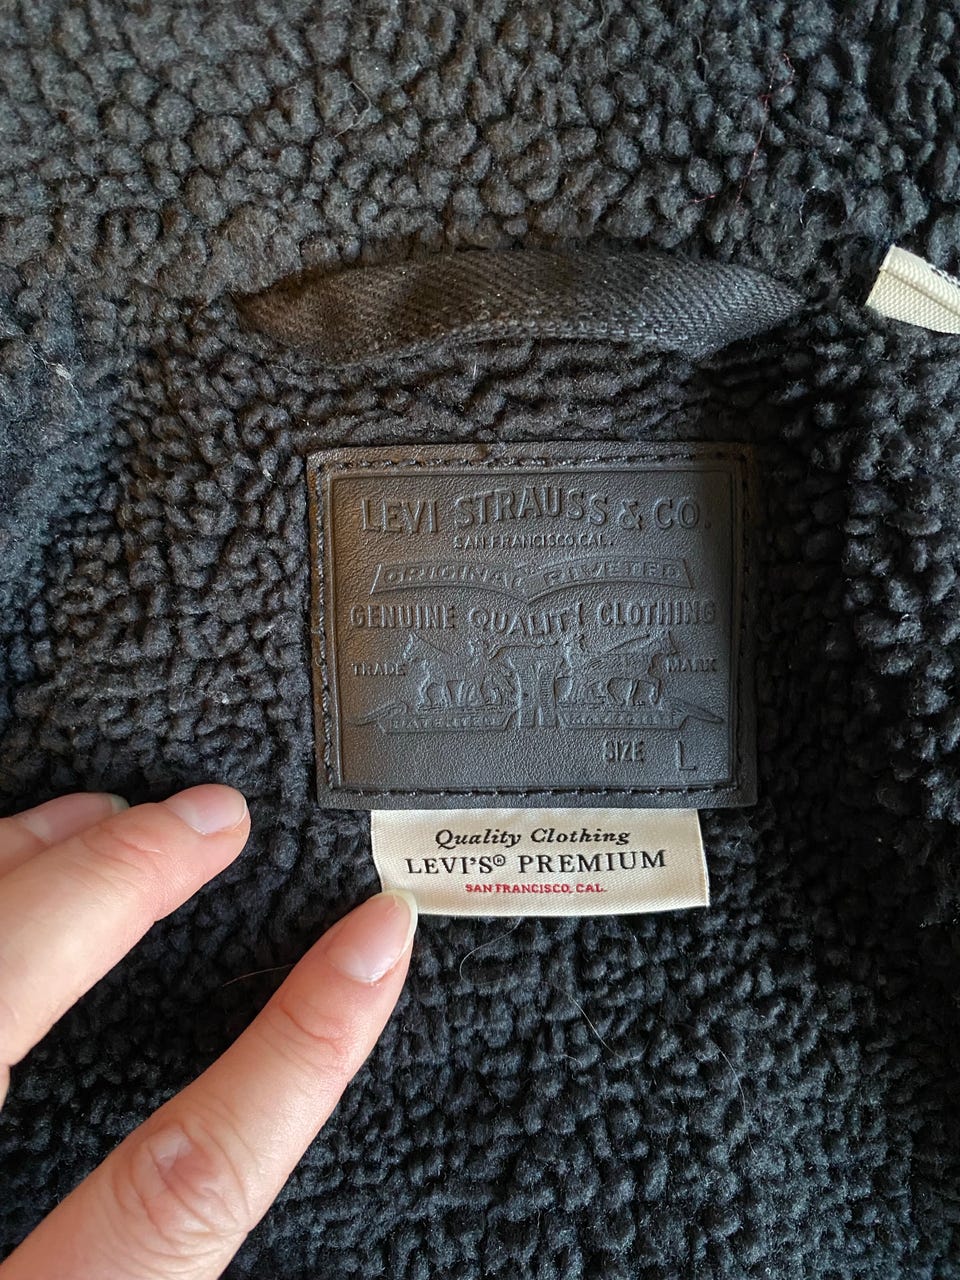 LEVI STRAUSS & CO.
SAN FRANCISCO, CAL.
ORIGINAL RIVETED
GENUINE QUALITY CLOTHING
TRADE MARK
PATENTED
SIZE L
Quality Clothing
LEVI'S® PREMIUM
SAN FRANCISCO, CAL.